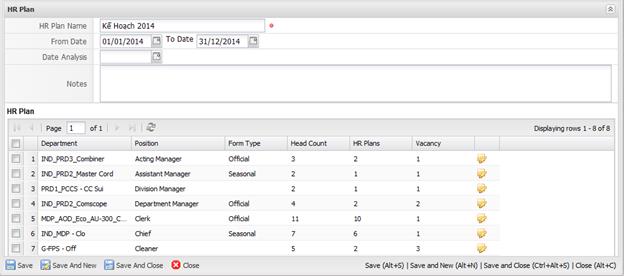 HR Plan
HR Plan Name Kế Hoạch 2014
From Date 01/01/2014 To Date 31/12/2014
Date Analysis
Notes
HR Plan
Page 1 of 1 Displaying rows 1 - 8 of 8
Department Position Form Type Head Count HR Plans Vacancy
1 IND_PRD3_Combiner Acting Manager Official 3 2 1
2 IND_PRD2_Master Cord Assistant Manager Seasonal 2 1 1
3 PRD1_PCCS - CC Sui Division Manager 2 1 1
4 IND_PRD2_Comscope Department Manager Official 4 2 2
5 MDP_AOD_Eco_AU-300_C... Clerk Official 11 10 1
6 IND_MDP - Clo Chief Seasonal 7 6 1
7 G-FPS - Off Cleaner 5 2 3
Save Save And New Save And Close Close Save (Alt+S) | Save and New (Alt+N) | Save and Close (Ctrl+Alt+S) | Close (Alt+C)